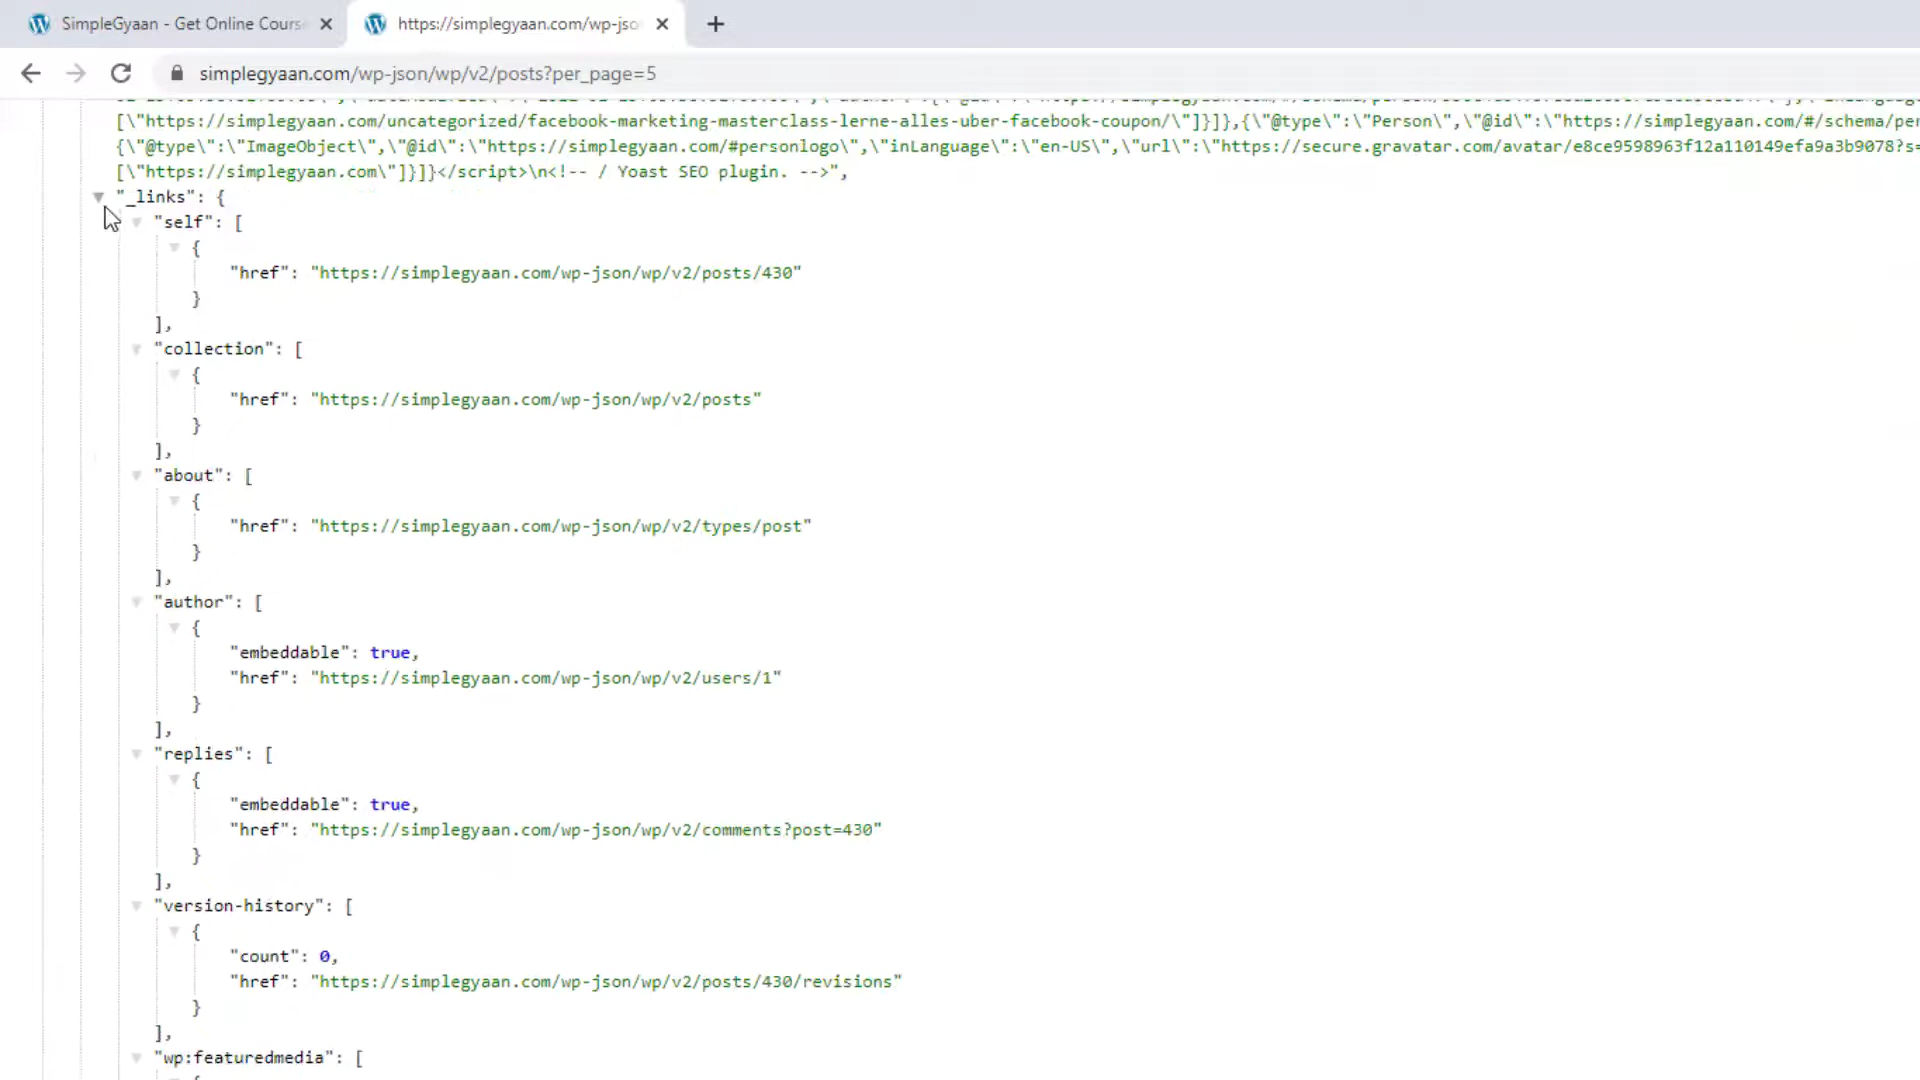 SimpleGyaan - Get Online Cours
https://simplegyaan.com/wp-jso
simplegyaan.com/wp-json/wp/v2/posts?per_page=5
[\"https://simplegyaan.com/uncategorized/facebook-marketing-masterclass-lerne-alles-uber-facebook-coupon/\"]}]},{\"@type\":\"Person\",\"@id\":\"https://simplegyaan.com/#/schema/per
{\"@type\":\"ImageObject\",\"@id\":\"https://simplegyaan.com/#personlogo\",\"inLanguage\":\"en-US\",\"url\":\"https://secure.gravatar.com/avatar/e8ce9598963f12a110149efa9a3b9078?s=
[\"https://simplegyaan.com\"]}]}</script>\n<!-- / Yoast SEO plugin. -->",
"_links": {
"self": [
{
"href": "https://simplegyaan.com/wp-json/wp/v2/posts/430"
}
],
"collection": [
{
"href": "https://simplegyaan.com/wp-json/wp/v2/posts"
}
],
"about": [
{
"href": "https://simplegyaan.com/wp-json/wp/v2/types/post"
}
],
"author": [
{
"embeddable": true,
"href": "https://simplegyaan.com/wp-json/wp/v2/users/1"
}
],
"replies": [
{
"embeddable": true,
"href": "https://simplegyaan.com/wp-json/wp/v2/comments?post=430"
}
],
"version-history": [
{
"count": 0,
"href": "https://simplegyaan.com/wp-json/wp/v2/posts/430/revisions"
}
],
"wp:featuredmedia": [